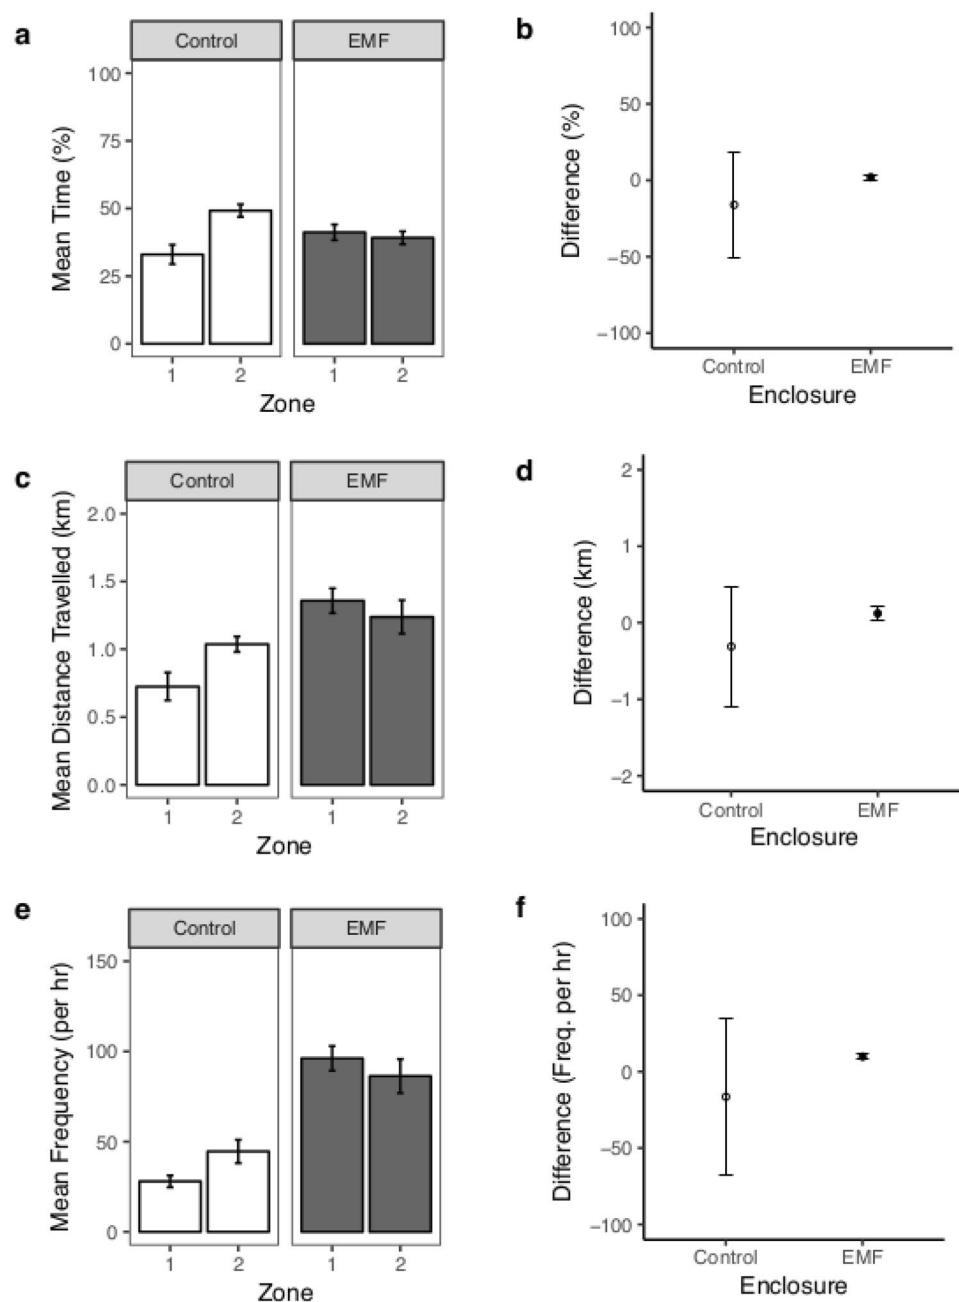 a
Control EMF
Mean Time (%)
100
75
50
25
0
1 2 1 2
Zone
b
Difference (%)
100
50
0
−50
−100
Control EMF
Enclosure
c
Control EMF
Mean Distance Travelled (km)
2.0
1.5
1.0
0.5
0.0
1 2 1 2
Zone
d
Difference (km)
2
1
0
−1
−2
Control EMF
Enclosure
e
Control EMF
Mean Frequency (per hr)
150
100
50
0
1 2 1 2
Zone
f
Difference (Freq. per hr)
100
50
0
−50
−100
Control EMF
Enclosure